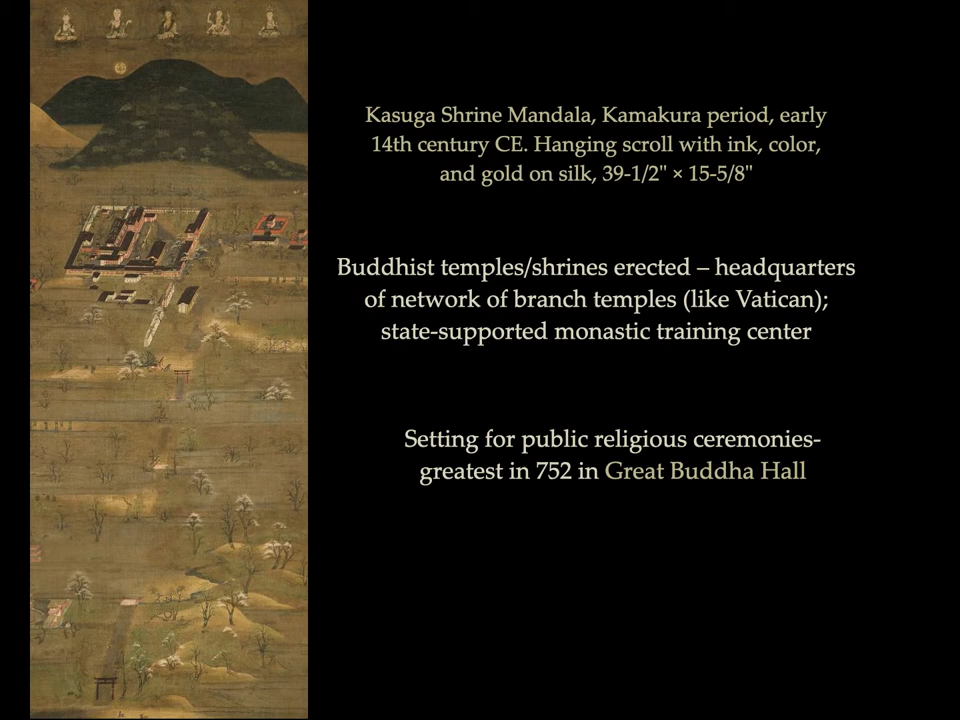 Kasuga Shrine Mandala, Kamakura period, early
14th century CE. Hanging scroll with ink, color,
and gold on silk, 39-1/2" × 15-5/8"
Buddhist temples/shrines erected – headquarters
of network of branch temples (like Vatican);
state-supported monastic training center
Setting for public religious ceremonies-
greatest in 752 in Great Buddha Hall